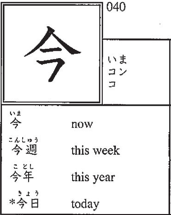 040
今
いま
コン
コ
いま
今 now
こんしゅう
今週 this week
ことし
今年 this year
きょう
*今日 today